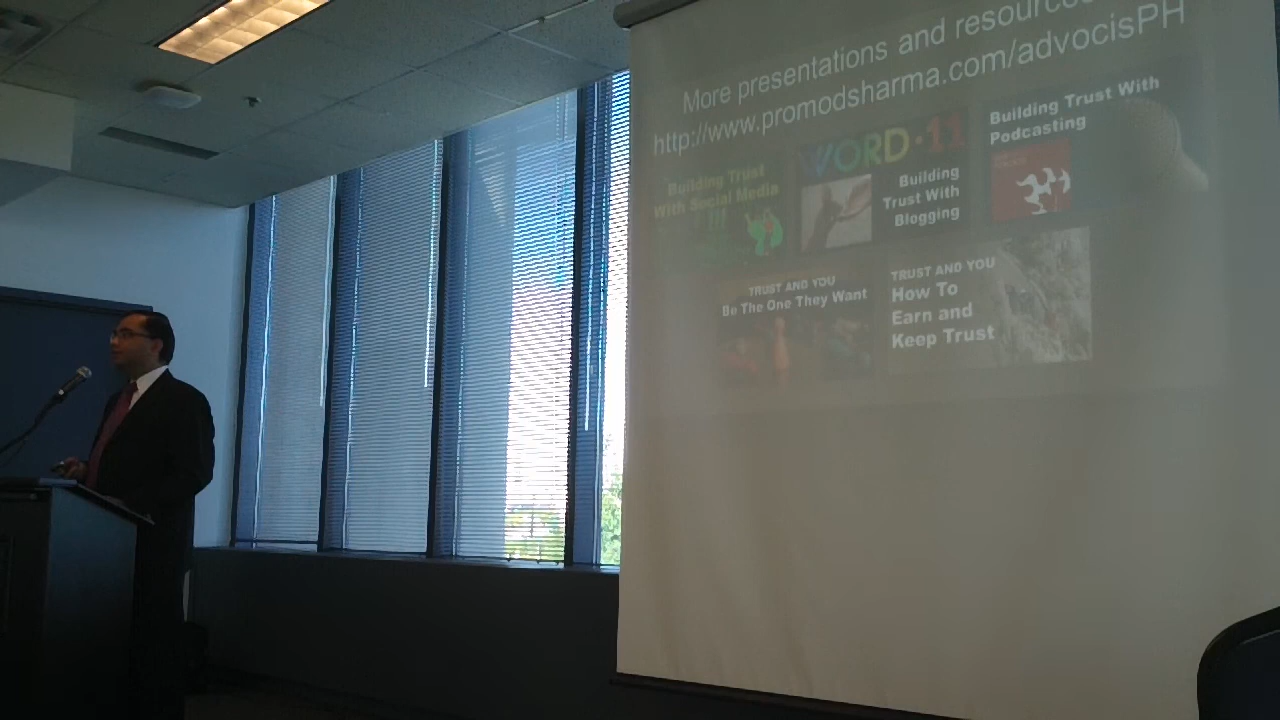 More presentations and resources
http://www.promodsharma.com/advocisPH
Building Trust
With Social Media
WORD·11
Building
Trust With
Blogging
Building Trust With
Podcasting
TRUST AND YOU
Be The One They Want
TRUST AND YOU
How To
Earn and
Keep Trust